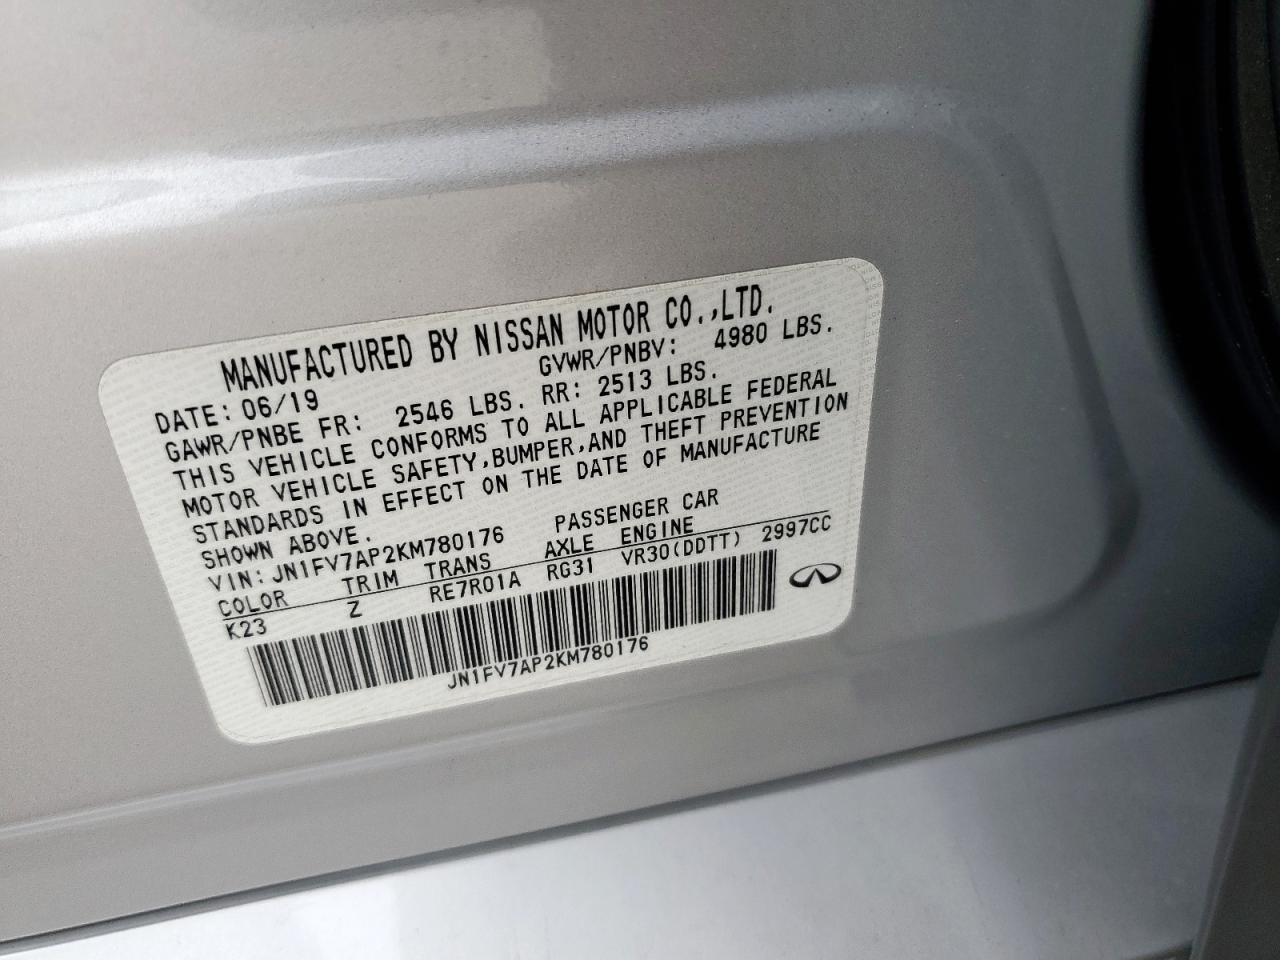 MANUFACTURED BY NISSAN MOTOR CO.,LTD.
DATE: 06/19 GVWR/PNBV: 4980 LBS.
GAWR/PNBE FR: 2546 LBS. RR: 2513 LBS.
THIS VEHICLE CONFORMS TO ALL APPLICABLE FEDERAL
MOTOR VEHICLE SAFETY,BUMPER,AND THEFT PREVENTION
STANDARDS IN EFFECT ON THE DATE OF MANUFACTURE
SHOWN ABOVE.
VIN: JN1FV7AP2KM780176 PASSENGER CAR
COLOR TRIM TRANS AXLE ENGINE
K23 Z RE7R01A RG31 VR30(DDTT) 2997CC
JN1FV7AP2KM780176